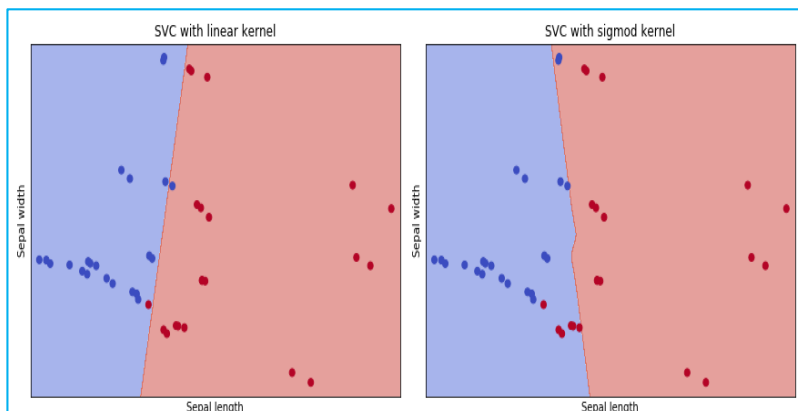 SVC with linear kernel
Sepal width
Sepal length
SVC with sigmod kernel
Sepal width
Sepal length